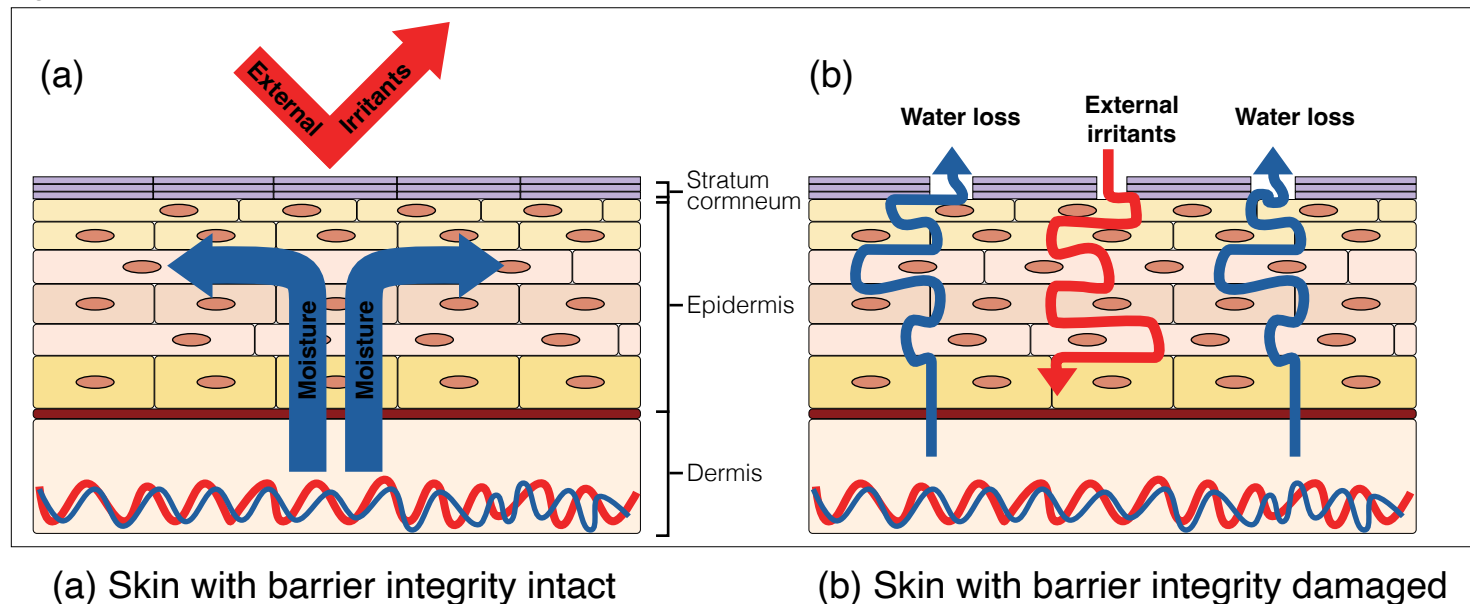 (a)
External
Irritants
Moisture
Moisture
Stratum
cormneum
Epidermis
Dermis
(b)
Water loss
External
irritants
Water loss
(a) Skin with barrier integrity intact
(b) Skin with barrier integrity damaged